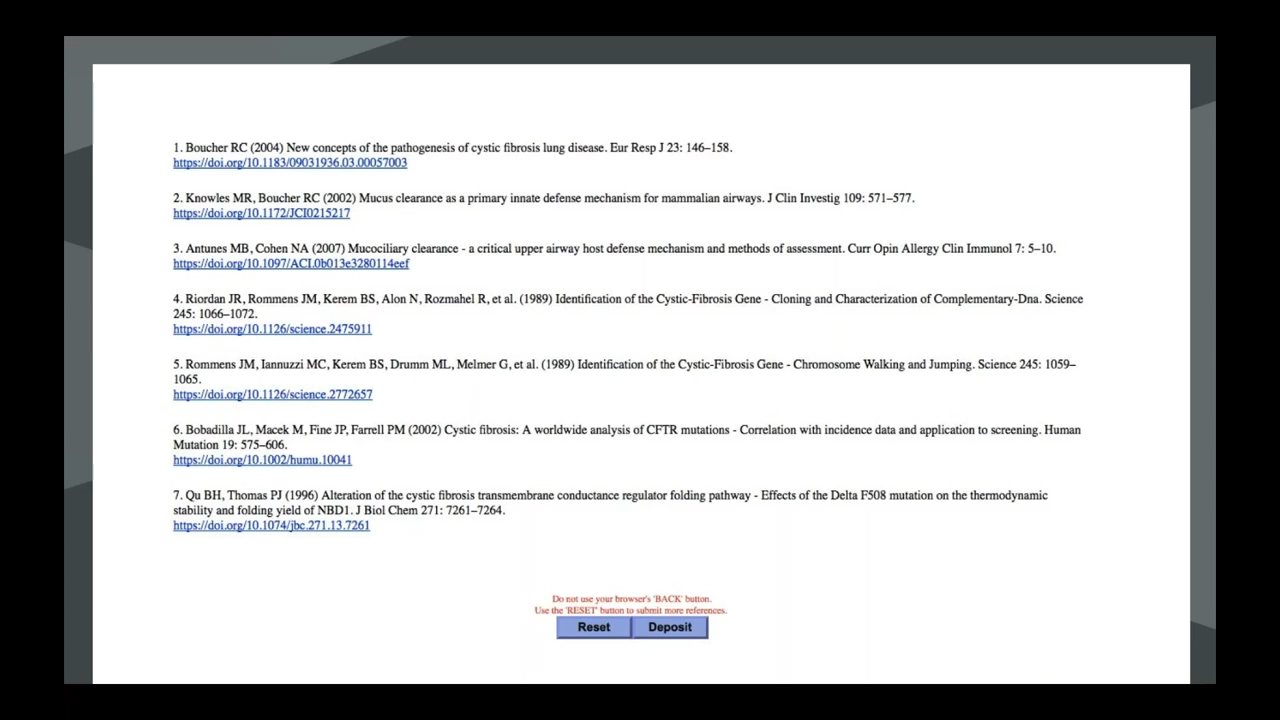 1. Boucher RC (2004) New concepts of the pathogenesis of cystic fibrosis lung disease. Eur Resp J 23: 146–158.
https://doi.org/10.1183/09031936.03.00057003
2. Knowles MR, Boucher RC (2002) Mucus clearance as a primary innate defense mechanism for mammalian airways. J Clin Investig 109: 571–577.
https://doi.org/10.1172/JCI0215217
3. Antunes MB, Cohen NA (2007) Mucociliary clearance - a critical upper airway host defense mechanism and methods of assessment. Curr Opin Allergy Clin Immunol 7: 5–10.
https://doi.org/10.1097/ACI.0b013e3280114eef
4. Riordan JR, Rommens JM, Kerem BS, Alon N, Rozmahel R, et al. (1989) Identification of the Cystic-Fibrosis Gene - Cloning and Characterization of Complementary-Dna. Science
245: 1066–1072.
https://doi.org/10.1126/science.2475911
5. Rommens JM, Iannuzzi MC, Kerem BS, Drumm ML, Melmer G, et al. (1989) Identification of the Cystic-Fibrosis Gene - Chromosome Walking and Jumping. Science 245: 1059–
1065.
https://doi.org/10.1126/science.2772657
6. Bobadilla JL, Macek M, Fine JP, Farrell PM (2002) Cystic fibrosis: A worldwide analysis of CFTR mutations - Correlation with incidence data and application to screening. Human
Mutation 19: 575–606.
https://doi.org/10.1002/humu.10041
7. Qu BH, Thomas PJ (1996) Alteration of the cystic fibrosis transmembrane conductance regulator folding pathway - Effects of the Delta F508 mutation on the thermodynamic
stability and folding yield of NBD1. J Biol Chem 271: 7261–7264.
https://doi.org/10.1074/jbc.271.13.7261
Do not use your browser's 'BACK' button.
Use the 'RESET' button to submit more references.
Reset Deposit